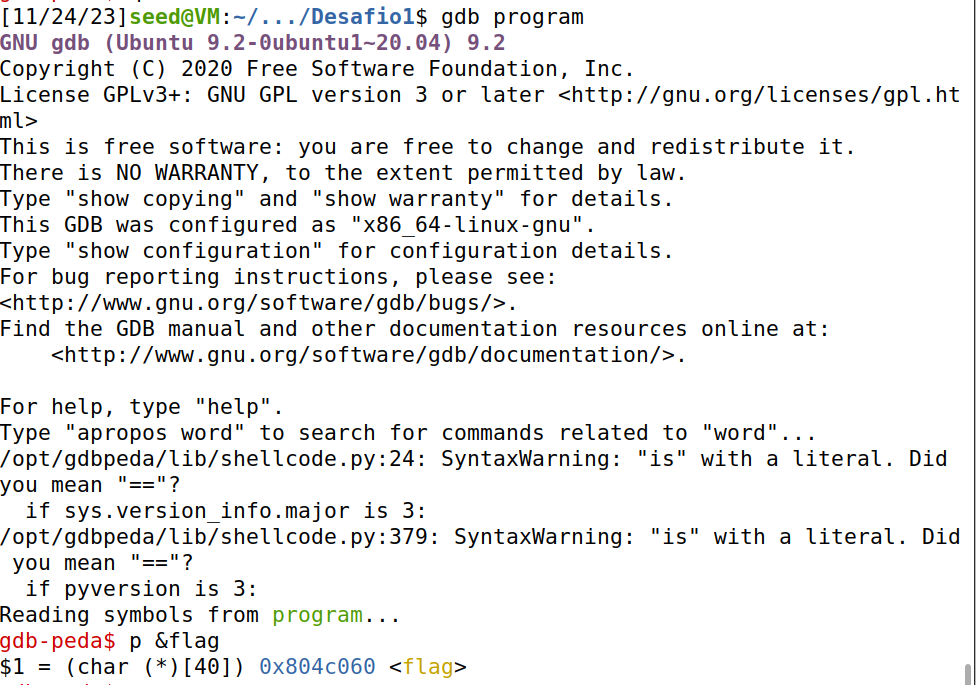 [11/24/23]seed@VM:~/.../Desafio1$ gdb program
GNU gdb (Ubuntu 9.2-0ubuntu1~20.04) 9.2
Copyright (C) 2020 Free Software Foundation, Inc.
License GPLv3+: GNU GPL version 3 or later <http://gnu.org/licenses/gpl.ht
ml>
This is free software: you are free to change and redistribute it.
There is NO WARRANTY, to the extent permitted by law.
Type "show copying" and "show warranty" for details.
This GDB was configured as "x86_64-linux-gnu".
Type "show configuration" for configuration details.
For bug reporting instructions, please see:
<http://www.gnu.org/software/gdb/bugs/>.
Find the GDB manual and other documentation resources online at:
    <http://www.gnu.org/software/gdb/documentation/>.

For help, type "help".
Type "apropos word" to search for commands related to "word"...
/opt/gdbpeda/lib/shellcode.py:24: SyntaxWarning: "is" with a literal. Did
you mean "=="?
  if sys.version_info.major is 3:
/opt/gdbpeda/lib/shellcode.py:379: SyntaxWarning: "is" with a literal. Did
 you mean "=="?
  if pyversion is 3:
Reading symbols from program...
gdb-peda$ p &flag
$1 = (char (*)[40]) 0x804c060 <flag>